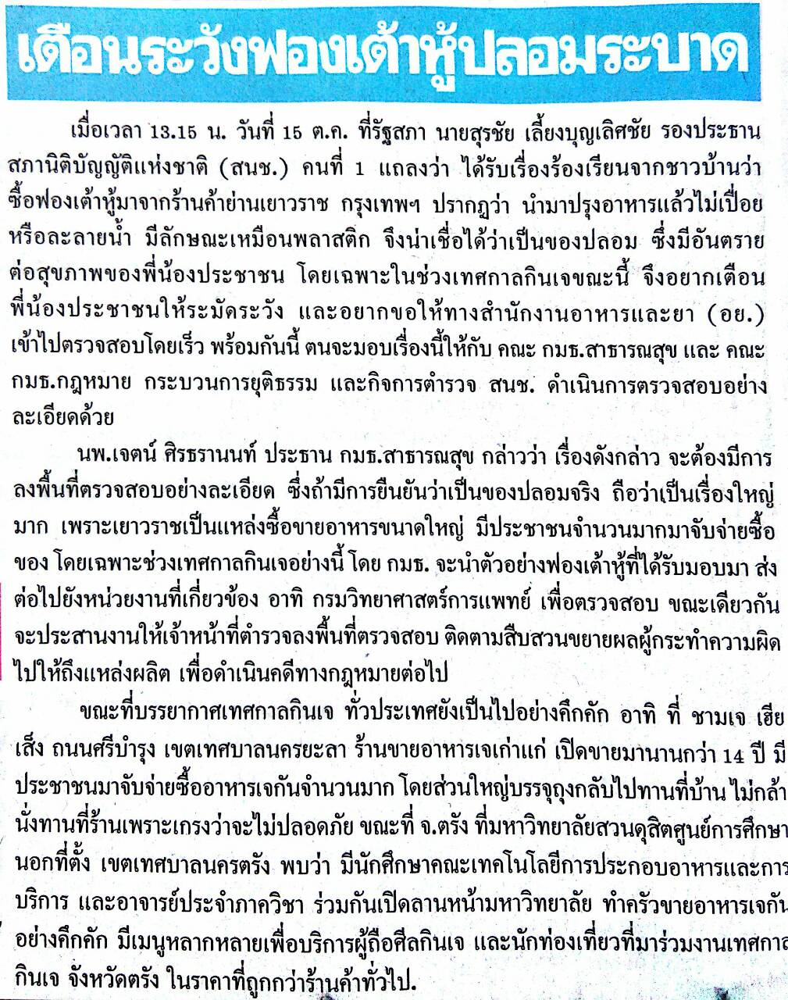 เตือนระวังฟองเต้าหู้ปลอมระบาด
เมื่อเวลา 13.15 น. วันที่ 15 ต.ค. ที่รัฐสภา นายสุรชัย เลี้ยงบุญเลิศชัย รองประธาน
สภานิติบัญญัติแห่งชาติ (สนช.) คนที่ 1 แถลงว่า ได้รับเรื่องร้องเรียนจากชาวบ้านว่า
ซื้อฟองเต้าหู้มาจากร้านค้าย่านเยาวราช กรุงเทพฯ ปรากฏว่า นำมาปรุงอาหารแล้วไม่เปื่อย
หรือละลายน้ำ มีลักษณะเหมือนพลาสติก จึงน่าเชื่อได้ว่าเป็นของปลอม ซึ่งมีอันตราย
ต่อสุขภาพของพี่น้องประชาชน โดยเฉพาะในช่วงเทศกาลกินเจขณะนี้ จึงอยากเตือน
พี่น้องประชาชนให้ระมัดระวัง และอยากขอให้ทางสำนักงานอาหารและยา (อย.)
เข้าไปตรวจสอบโดยเร็ว พร้อมกันนี้ ตนจะมอบเรื่องนี้ให้กับ คณะ กมธ.สาธารณสุข และ คณะ
กมธ.กฎหมาย กระบวนการยุติธรรม และกิจการตำรวจ สนช. ดำเนินการตรวจสอบอย่าง
ละเอียดด้วย
นพ.เจตน์ ศิรธรานนท์ ประธาน กมธ.สาธารณสุข กล่าวว่า เรื่องดังกล่าว จะต้องมีการ
ลงพื้นที่ตรวจสอบอย่างละเอียด ซึ่งถ้ามีการยืนยันว่าเป็นของปลอมจริง ถือว่าเป็นเรื่องใหญ่
มาก เพราะเยาวราชเป็นแหล่งซื้อขายอาหารขนาดใหญ่ มีประชาชนจำนวนมากมาจับจ่ายซื้อ
ของ โดยเฉพาะช่วงเทศกาลกินเจอย่างนี้ โดย กมธ. จะนำตัวอย่างฟองเต้าหู้ที่ได้รับมอบมา ส่ง
ต่อไปยังหน่วยงานที่เกี่ยวข้อง อาทิ กรมวิทยาศาสตร์การแพทย์ เพื่อตรวจสอบ ขณะเดียวกัน
จะประสานงานให้เจ้าหน้าที่ตำรวจลงพื้นที่ตรวจสอบ ติดตามสืบสวนขยายผลผู้กระทำความผิด
ไปให้ถึงแหล่งผลิต เพื่อดำเนินคดีทางกฎหมายต่อไป
ขณะที่บรรยากาศเทศกาลกินเจ ทั่วประเทศยังเป็นไปอย่างคึกคัก อาทิ ที่ ชามเจ เฮีย
เส็ง ถนนศรีบำรุง เขตเทศบาลนครยะลา ร้านขายอาหารเจเก่าแก่ เปิดขายมานานกว่า 14 ปี มี
ประชาชนมาจับจ่ายซื้ออาหารเจกันจำนวนมาก โดยส่วนใหญ่บรรจุถุงกลับไปทานที่บ้าน ไม่กล้า
นั่งทานที่ร้านเพราะเกรงว่าจะไม่ปลอดภัย ขณะที่ จ.ตรัง ที่มหาวิทยาลัยสวนดุสิตศูนย์การศึกษา
นอกที่ตั้ง เขตเทศบาลนครตรัง พบว่า มีนักศึกษาคณะเทคโนโลยีการประกอบอาหารและการ
บริการ และอาจารย์ประจำภาควิชา ร่วมกันเปิดลานหน้ามหาวิทยาลัย ทำครัวขายอาหารเจกัน
อย่างคึกคัก มีเมนูหลากหลายเพื่อบริการผู้ถือศีลกินเจ และนักท่องเที่ยวที่มาร่วมงานเทศกาล
กินเจ จังหวัดตรัง ในราคาที่ถูกกว่าร้านค้าทั่วไป.